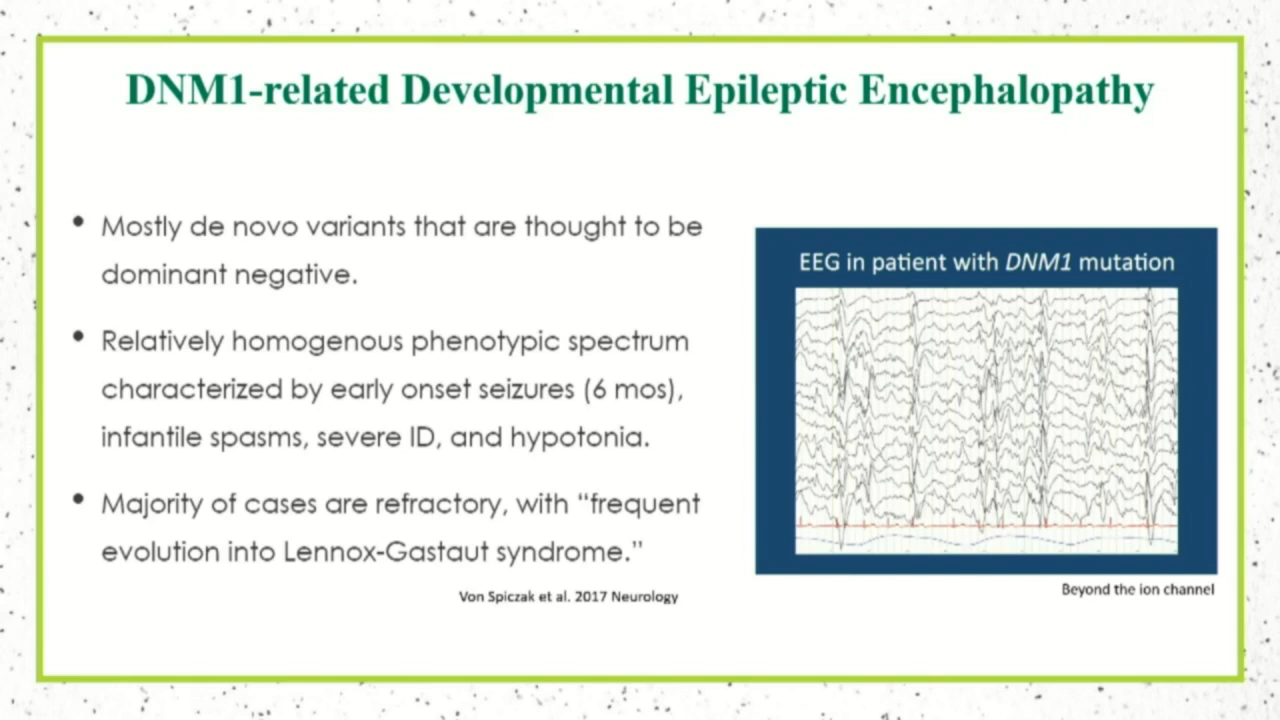 DNM1-related Developmental Epileptic Encephalopathy
• Mostly de novo variants that are thought to be
dominant negative.
• Relatively homogenous phenotypic spectrum
characterized by early onset seizures (6 mos),
infantile spasms, severe ID, and hypotonia.
• Majority of cases are refractory, with “frequent
evolution into Lennox-Gastaut syndrome.”
Von Spiczak et al. 2017 Neurology
EEG in patient with DNM1 mutation
Beyond the ion channel